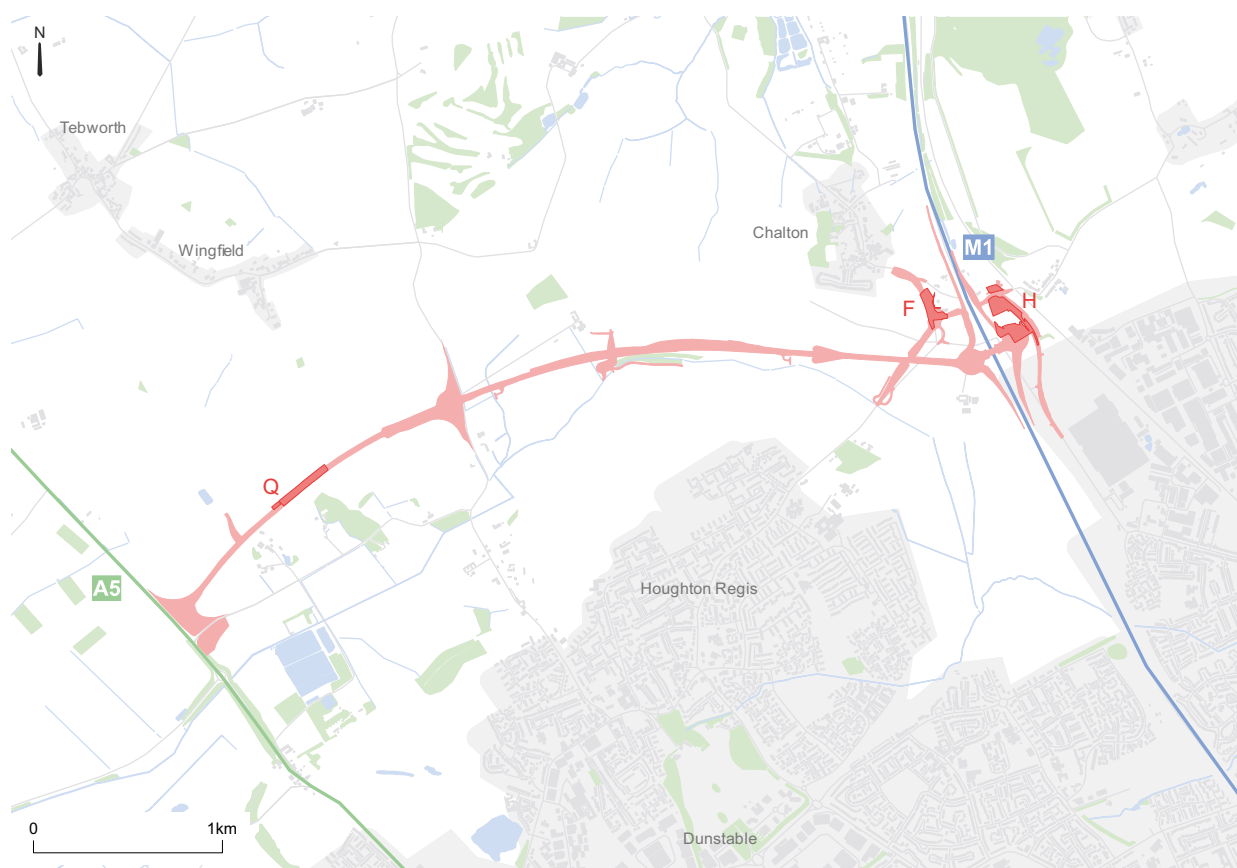 N
Tebworth
Wingfield
Chalton
M1
F
H
Q
A5
Houghton Regis
0
1km
Dunstable